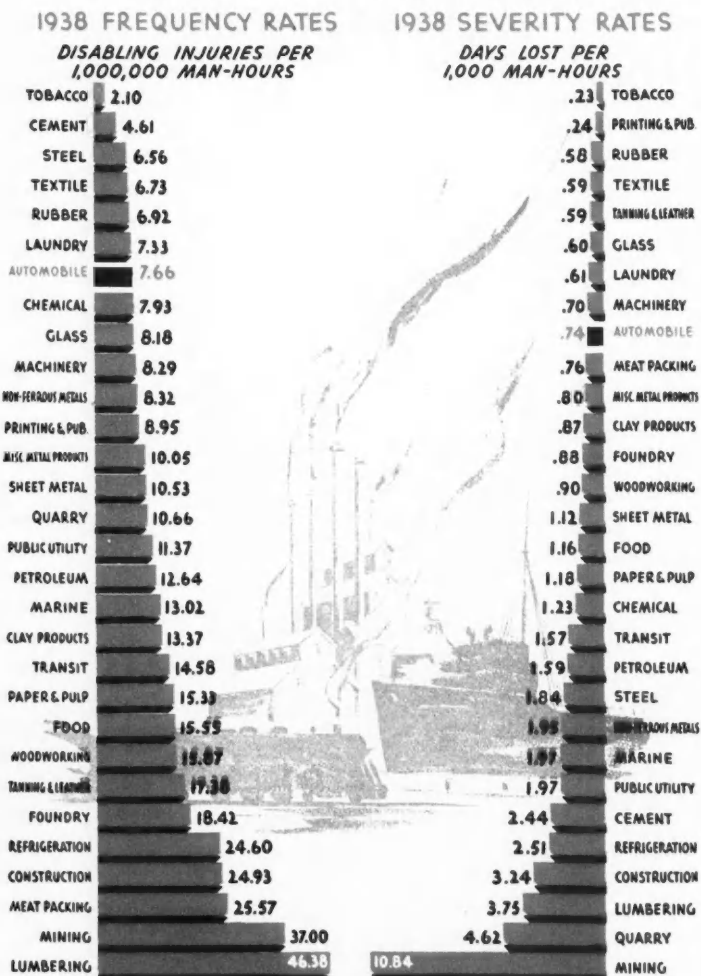 1938 FREQUENCY RATES
DISABLING INJURIES PER
1,000,000 MAN-HOURS
TOBACCO 2.10
CEMENT 4.61
STEEL 6.56
TEXTILE 6.73
RUBBER 6.92
LAUNDRY 7.33
AUTOMOBILE 7.66
CHEMICAL 7.93
GLASS 8.18
MACHINERY 8.29
NON-FERROUS METALS 8.32
PRINTING & PUB. 8.95
MISC. METAL PRODUCTS 10.05
SHEET METAL 10.53
QUARRY 10.66
PUBLIC UTILITY 11.37
PETROLEUM 12.64
MARINE 13.02
CLAY PRODUCTS 13.37
TRANSIT 14.58
PAPER & PULP 15.33
FOOD 15.55
WOODWORKING 15.87
TANNING & LEATHER 17.38
FOUNDRY 18.42
REFRIGERATION 24.60
CONSTRUCTION 24.93
MEAT PACKING 25.57
MINING 37.00
LUMBERING 46.38
1938 SEVERITY RATES
DAYS LOST PER
1,000 MAN-HOURS
.23 TOBACCO
.24 PRINTING & PUB.
.58 RUBBER
.59 TEXTILE
.59 TANNING & LEATHER
.60 GLASS
.61 LAUNDRY
.70 MACHINERY
.74 AUTOMOBILE
.76 MEAT PACKING
.80 MISC. METAL PRODUCTS
.87 CLAY PRODUCTS
.88 FOUNDRY
.90 WOODWORKING
1.12 SHEET METAL
1.16 FOOD
1.18 PAPER & PULP
1.23 CHEMICAL
1.57 TRANSIT
1.59 PETROLEUM
1.84 STEEL
1.95 NON-FERROUS METALS
1.97 MARINE
1.97 PUBLIC UTILITY
2.44 CEMENT
2.51 REFRIGERATION
3.24 CONSTRUCTION
3.75 LUMBERING
4.62 QUARRY
10.84 MINING